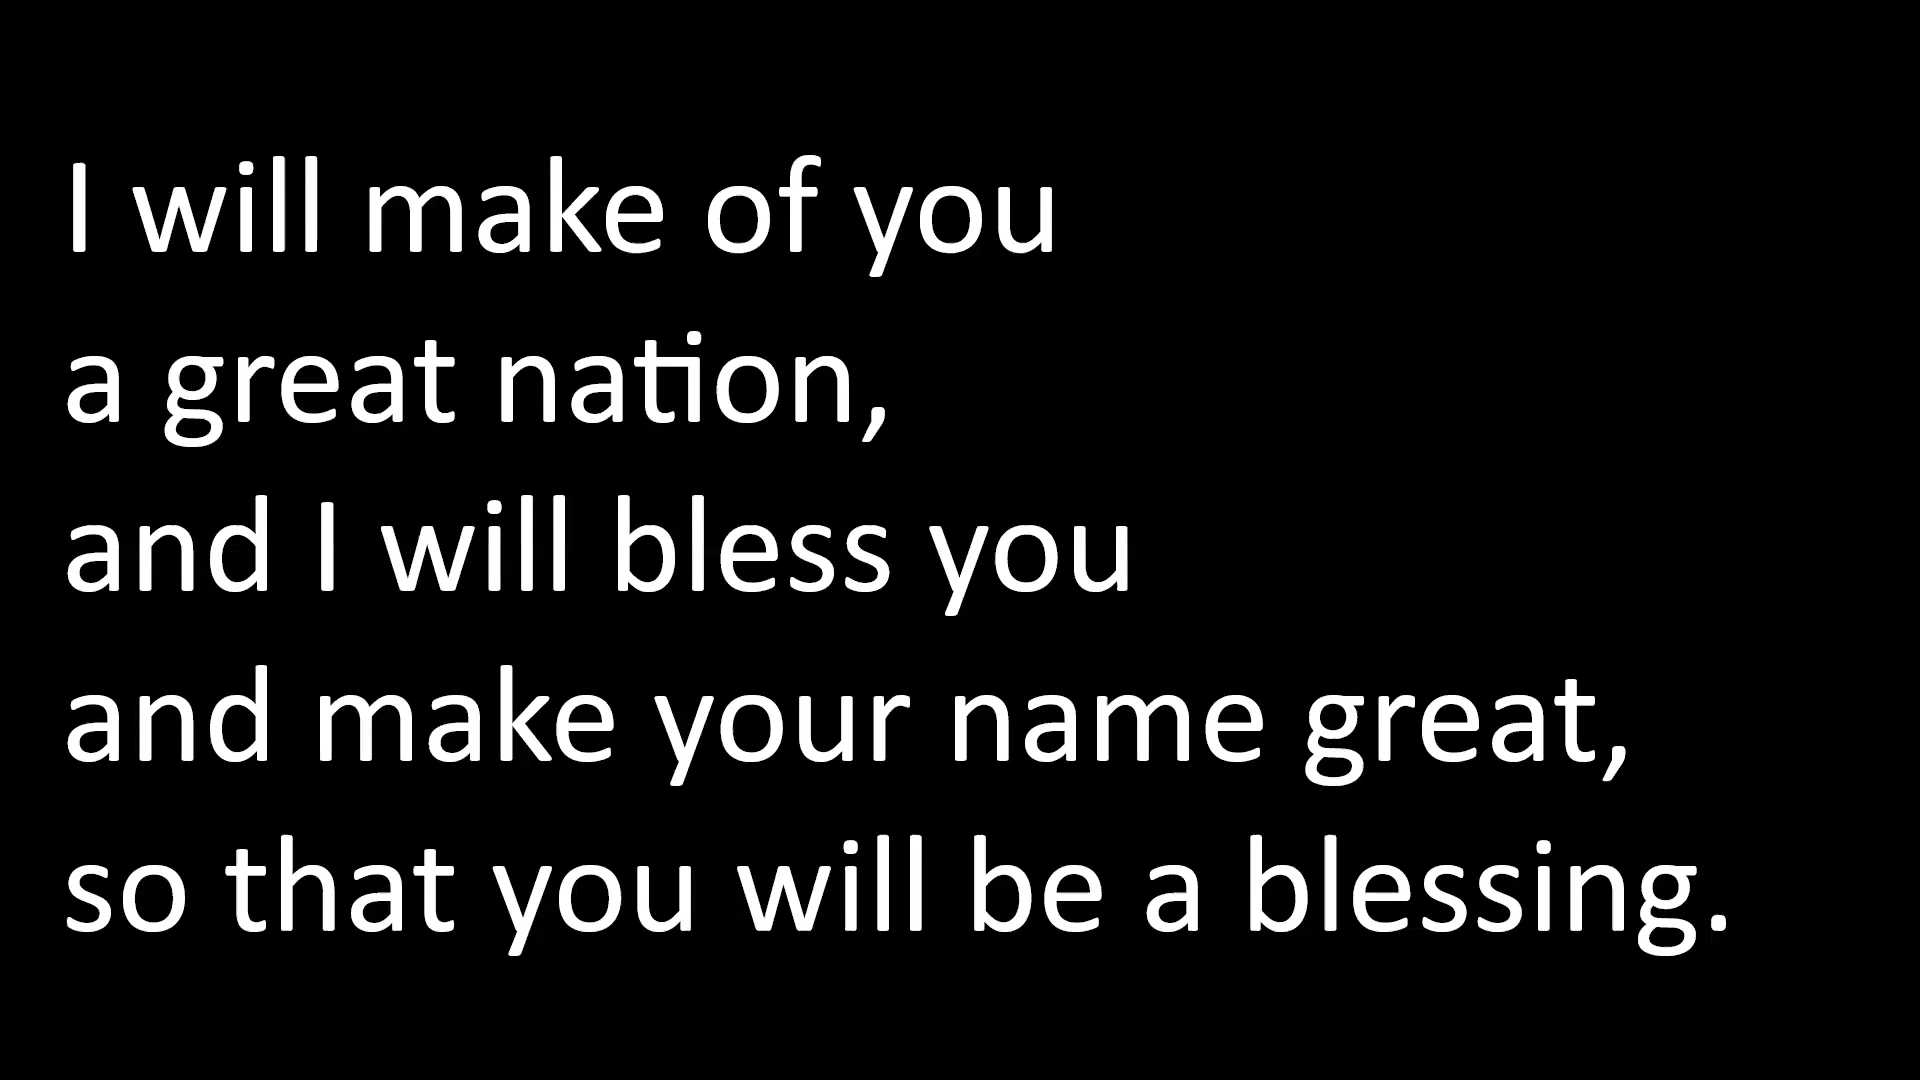 I will make of you
a great nation,
and I will bless you
and make your name great,
so that you will be a blessing.